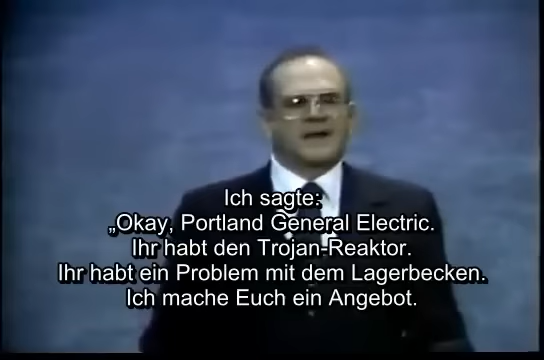 Ich sagte:
„Okay, Portland General Electric.
Ihr habt den Trojan-Reaktor.
Ihr habt ein Problem mit dem Lagerbecken.
Ich mache Euch ein Angebot.